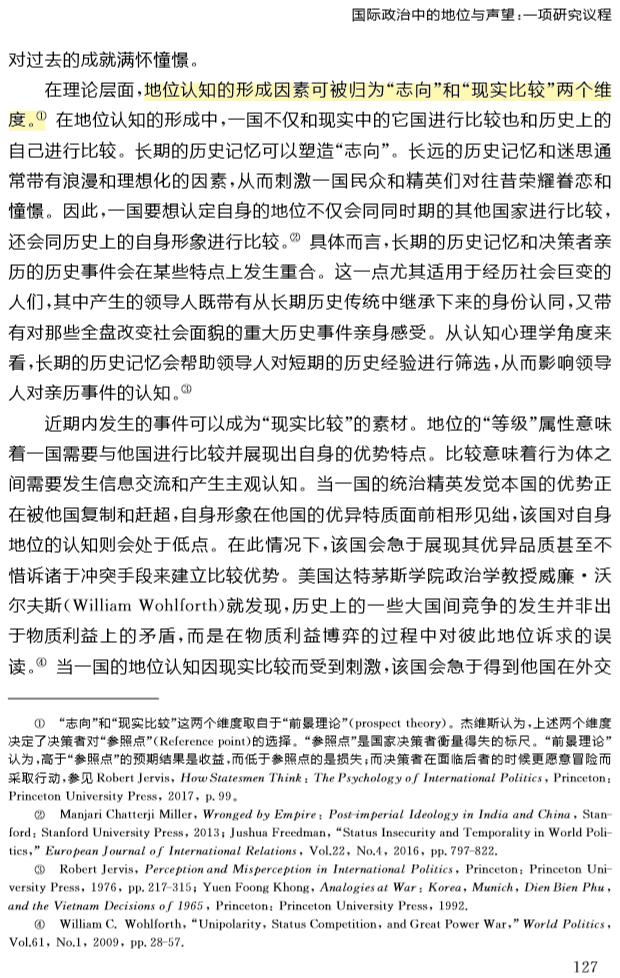 国际政治中的地位与声望:一项研究议程
对过去的成就满怀憧憬。
在理论层面,地位认知的形成因素可被归为“志向”和“现实比较”两个维
度。① 在地位认知的形成中,一国不仅和现实中的它国进行比较也和历史上的
自己进行比较。长期的历史记忆可以塑造“志向”。长远的历史记忆和迷思通
常带有浪漫和理想化的因素,从而刺激一国民众和精英们对往昔荣耀眷恋和
憧憬。因此,一国要想认定自身的地位不仅会同同时期的其他国家进行比较,
还会同历史上的自身形象进行比较。② 具体而言,长期的历史记忆和决策者亲
历的历史事件会在某些特点上发生重合。这一点尤其适用于经历社会巨变的
人们,其中产生的领导人既带有从长期历史传统中继承下来的身份认同,又带
有对那些全盘改变社会面貌的重大历史事件亲身感受。从认知心理学角度来
看,长期的历史记忆会帮助领导人对短期的历史经验进行筛选,从而影响领导
人对亲历事件的认知。③
近期内发生的事件可以成为“现实比较”的素材。地位的“等级”属性意味
着一国需要与他国进行比较并展现出自身的优势特点。比较意味着行为体之
间需要发生信息交流和产生主观认知。当一国的统治精英发觉本国的优势正
在被他国复制和赶超,自身形象在他国的优异特质面前相形见绌,该国对自身
地位的认知则会处于低点。在此情况下,该国会急于展现其优异品质甚至不
惜诉诸于冲突手段来建立比较优势。美国达特茅斯学院政治学教授威廉·沃
尔夫斯(William Wohlforth)就发现,历史上的一些大国间竞争的发生并非出
于物质利益上的矛盾,而是在物质利益博弈的过程中对彼此地位诉求的误
读。④ 当一国的地位认知因现实比较而受到刺激,该国会急于得到他国在外交
① “志向”和“现实比较”这两个维度取自于“前景理论”(prospect theory)。杰维斯认为,上述两个维度
决定了决策者对“参照点”(Reference point)的选择。“参照点”是国家决策者衡量得失的标尺。“前景理论”
认为,高于“参照点”的预期结果是收益,而低于参照点的是损失;而决策者在面临后者的时候更愿意冒险而
采取行动,参见 Robert Jervis, How Statesmen Think: The Psychology of International Politics, Princeton:
Princeton University Press, 2017, p. 99。
② Manjari Chatterji Miller, Wronged by Empire: Post-imperial Ideology in India and China, Stan-
ford: Stanford University Press, 2013; Jushua Freedman, “Status Insecurity and Temporality in World Poli-
tics,” European Journal of International Relations, Vol.22, No.4, 2016, pp. 797-822.
③ Robert Jervis, Perception and Misperception in International Politics, Princeton: Princeton Uni-
versity Press, 1976, pp. 217-315; Yuen Foong Khong, Analogies at War: Korea, Munich, Dien Bien Phu,
and the Vietnam Decisions of 1965, Princeton: Princeton University Press, 1992.
④ William C. Wohlforth, “Unipolarity, Status Competition, and Great Power War,” World Politics,
Vol.61, No.1, 2009, pp. 28-57.
127